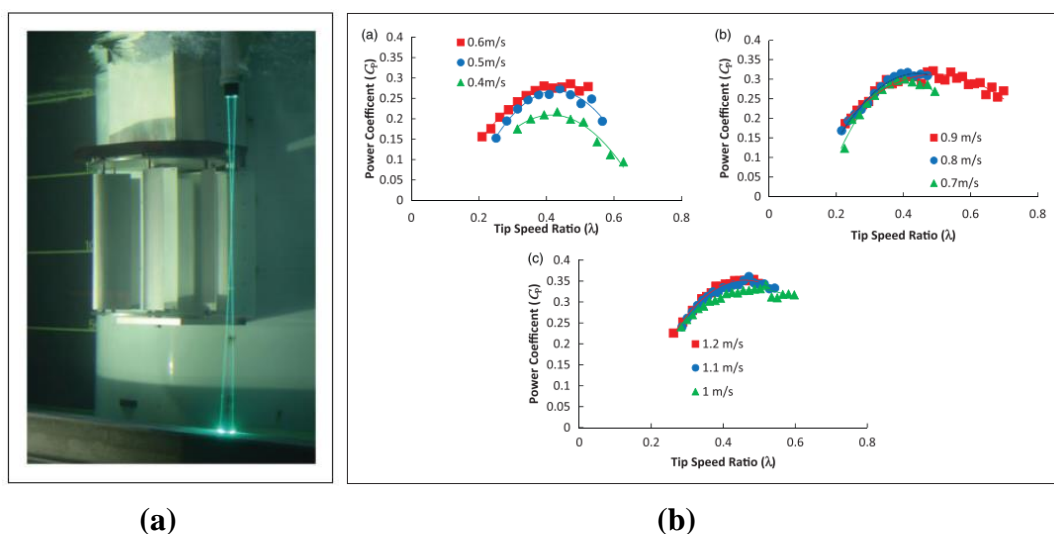 (a)
0.4
0.35
0.3
0.25
0.2
0.15
0.1
0.05
0
0 0.2 0.4 0.6 0.8
Power Coefficent (Cp)
Tip Speed Ratio (λ)
0.6m/s
0.5m/s
0.4m/s
(b)
0.4
0.35
0.3
0.25
0.2
0.15
0.1
0.05
0
0 0.2 0.4 0.6 0.8
Power Coefficent (Cp)
Tip Speed Ratio (λ)
0.9 m/s
0.8 m/s
0.7m/s
(c)
0.4
0.35
0.3
0.25
0.2
0.15
0.1
0.05
0
0 0.2 0.4 0.6 0.8
Power Coefficent (Cp)
Tip Speed Ratio (λ)
1.2 m/s
1.1 m/s
1 m/s
(a) (b)